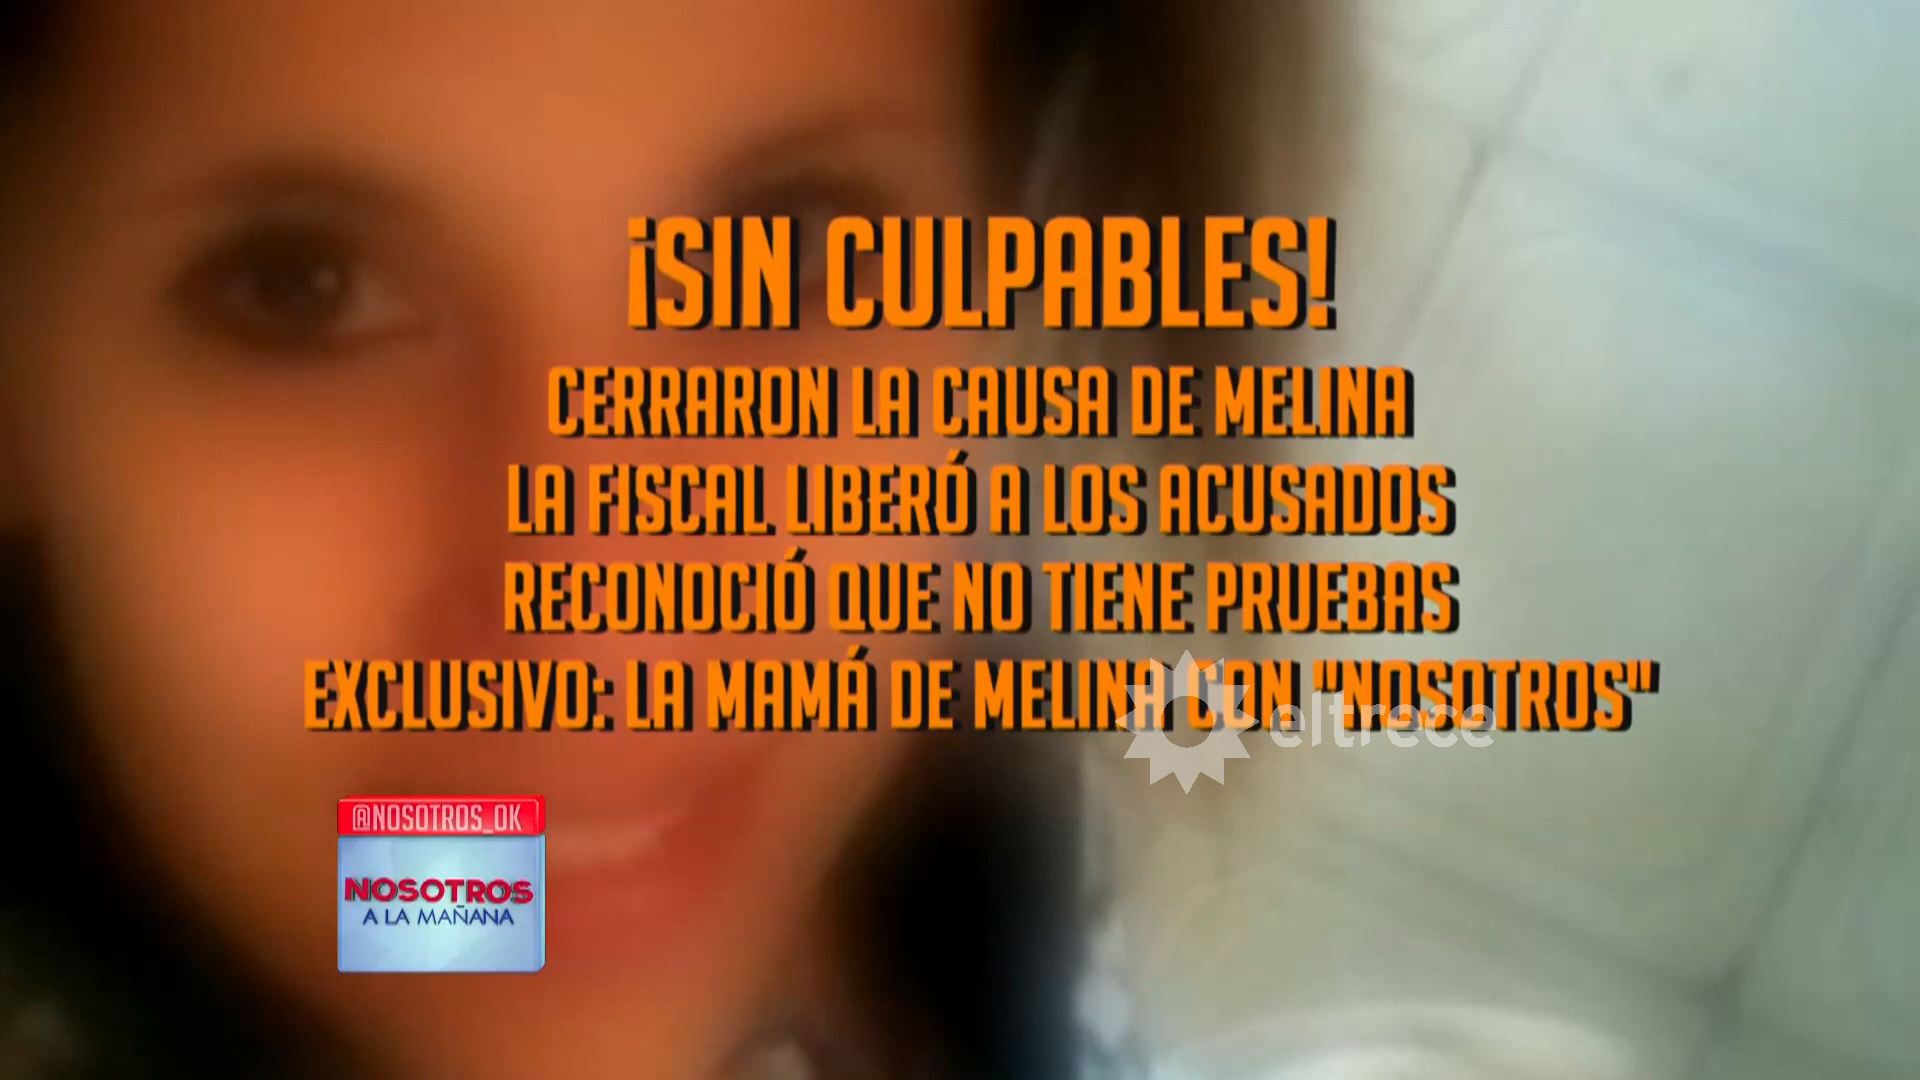 ¡SIN CULPABLES!
CERRARON LA CAUSA DE MELINA
LA FISCAL LIBERÓ A LOS ACUSADOS
RECONOCIÓ QUE NO TIENE PRUEBAS
EXCLUSIVO: LA MAMÁ DE MELINA CON "NOSOTROS"
eltrece
@NOSOTROS_OK
NOSOTROS
A LA MAÑANA